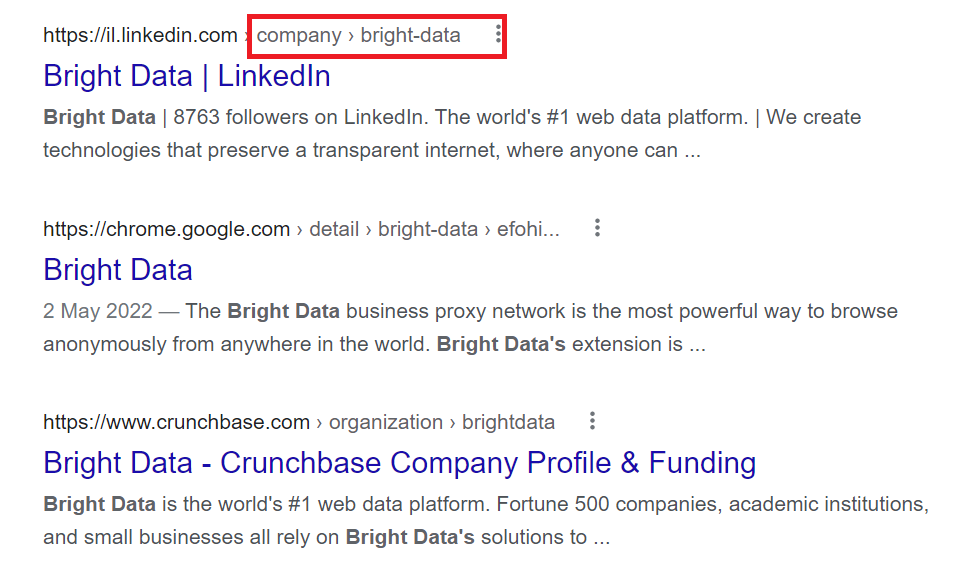 https://il.linkedin.com › company › bright-data
Bright Data | LinkedIn
Bright Data | 8763 followers on LinkedIn. The world's #1 web data platform. | We create
technologies that preserve a transparent internet, where anyone can ...
https://chrome.google.com › detail › bright-data › efohi...
Bright Data
2 May 2022 — The Bright Data business proxy network is the most powerful way to browse
anonymously from anywhere in the world. Bright Data's extension is ...
https://www.crunchbase.com › organization › brightdata
Bright Data - Crunchbase Company Profile & Funding
Bright Data is the world's #1 web data platform. Fortune 500 companies, academic institutions,
and small businesses all rely on Bright Data's solutions to ...